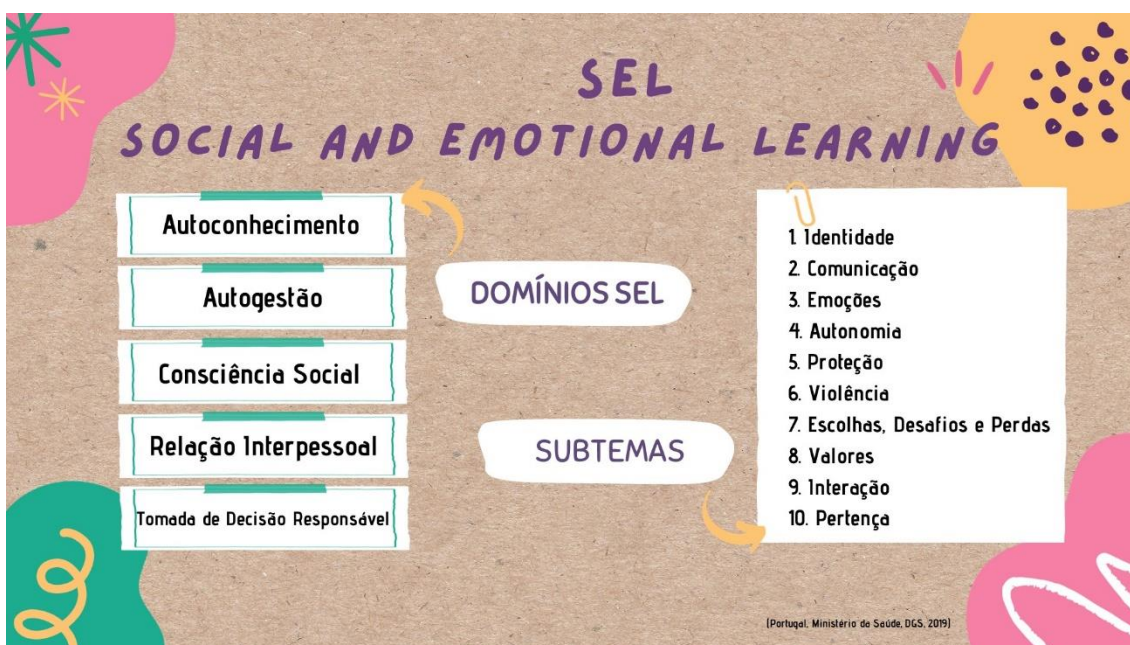 SEL
SOCIAL AND EMOTIONAL LEARNING
Autoconhecimento
Autogestão
Consciência Social
Relação Interpessoal
Tomada de Decisão Responsável
DOMÍNIOS SEL
SUBTEMAS
1. Identidade
2. Comunicação
3. Emoções
4. Autonomia
5. Proteção
6. Violência
7. Escolhas, Desafios e Perdas
8. Valores
9. Interação
10. Pertença
(Portugal. Ministério da Saúde, DGS, 2019)